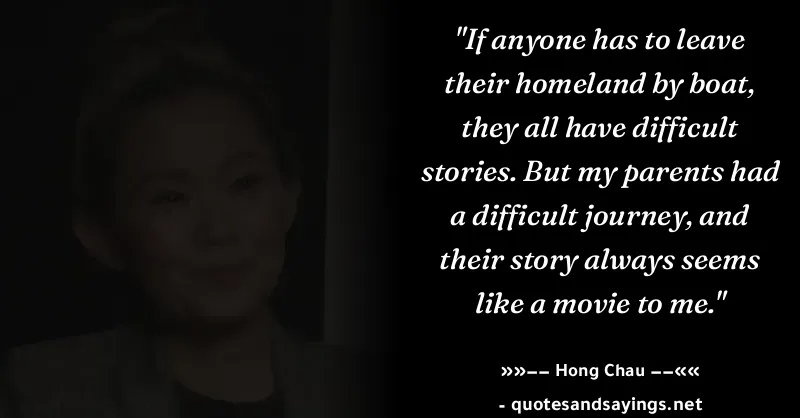 "If anyone has to leave
their homeland by boat,
they all have difficult
stories. But my parents had
a difficult journey, and
their story always seems
like a movie to me."
»»−− Hong Chau −−««
- quotesandsayings.net